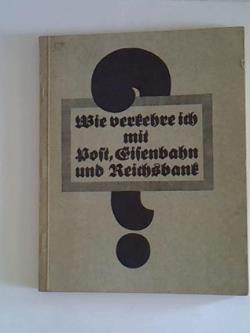 Wie verkehre ich
mit
Post, Eisenbahn
und Reichsbank
?